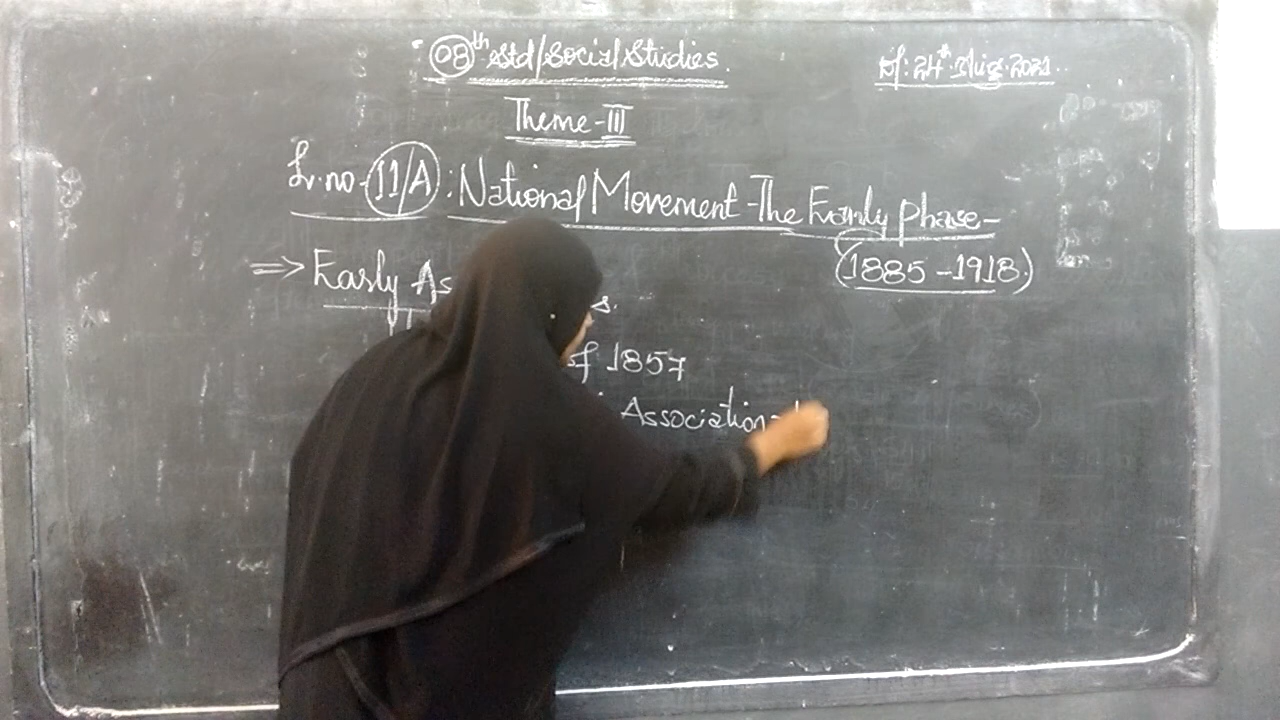 08th Std/Social Studies.
Dt: 24th Aug. 2021..
Theme-III
Lr.no-11/A: National Movement-The Early Phase-
(1885-1918.)
⇒ Early As s.
of 1857
Association-